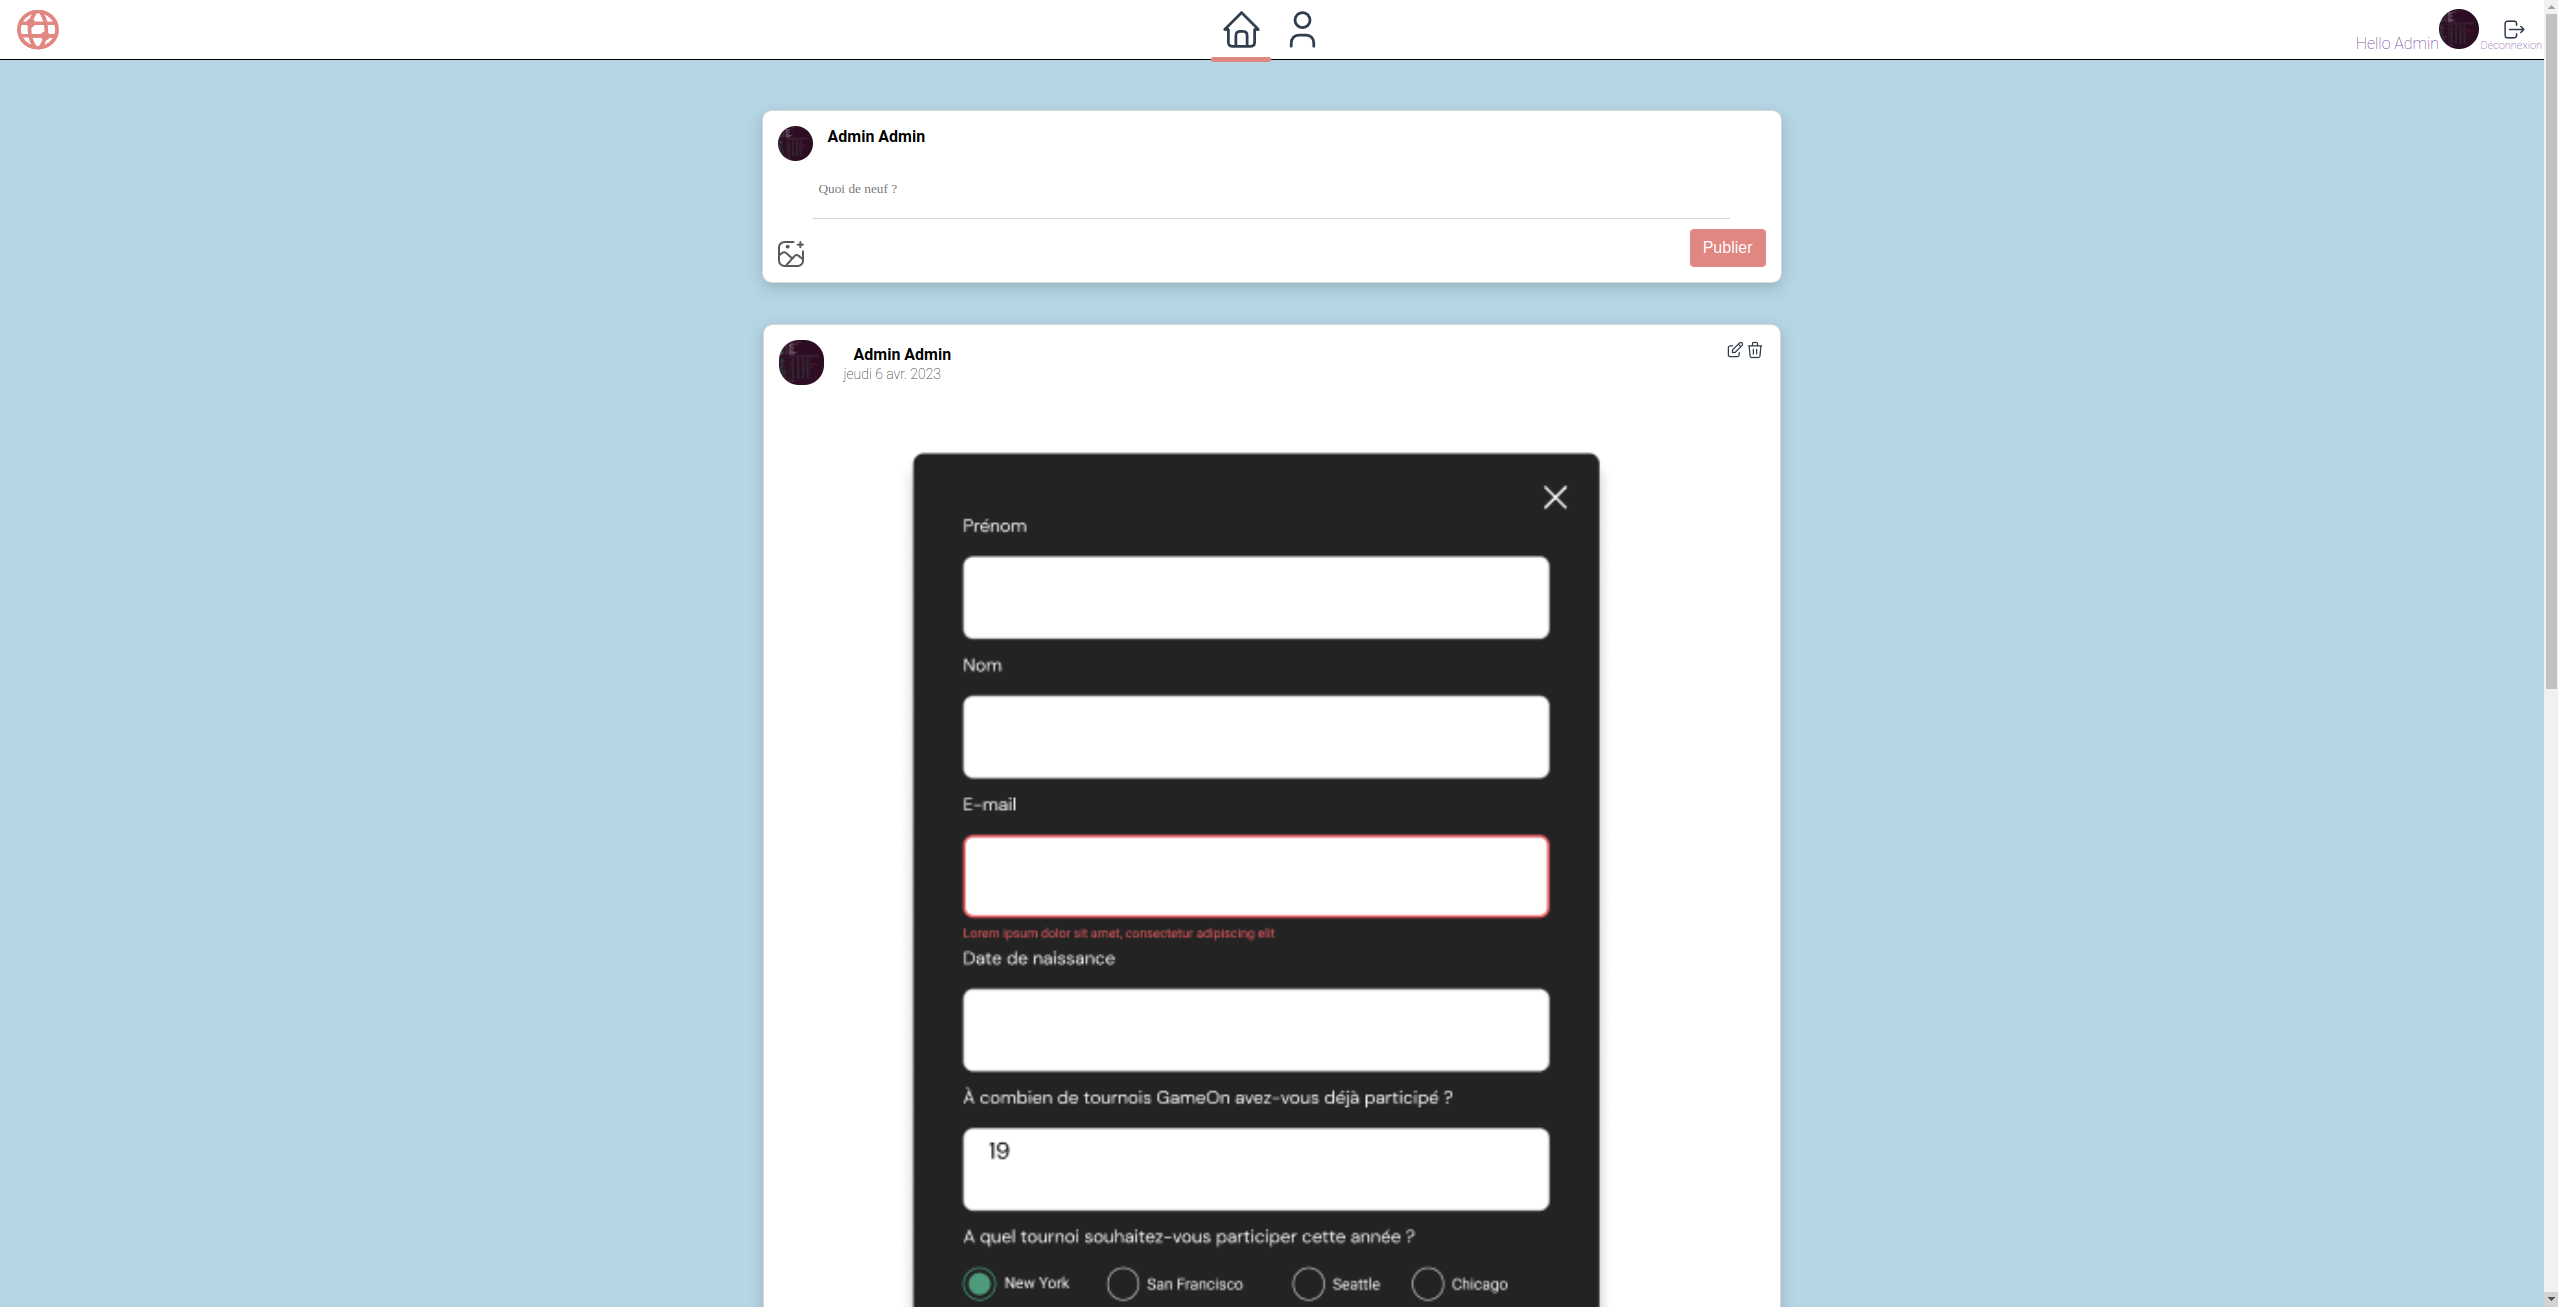 Hello Admin
Déconnexion
Admin Admin
Quoi de neuf ?
Publier
Admin Admin
jeudi 6 avr. 2023
Prénom
Nom
E-mail
Lorem ipsum dolor sit amet, consectetur adipiscing elit
Date de naissance
À combien de tournois GameOn avez-vous déjà participé ?
19
A quel tournoi souhaitez-vous participer cette année ?
New York San Francisco Seattle Chicago